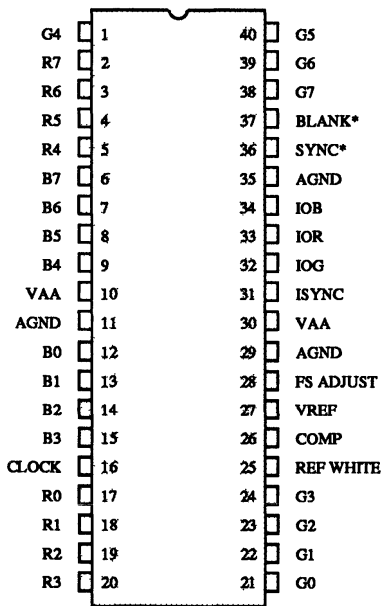 G4 1 40 G5
R7 2 39 G6
R6 3 38 G7
R5 4 37 BLANK*
R4 5 36 SYNC*
B7 6 35 AGND
B6 7 34 IOB
B5 8 33 IOR
B4 9 32 IOG
VAA 10 31 ISYNC
AGND 11 30 VAA
B0 12 29 AGND
B1 13 28 FS ADJUST
B2 14 27 VREF
B3 15 26 COMP
CLOCK 16 25 REF WHITE
R0 17 24 G3
R1 18 23 G2
R2 19 22 G1
R3 20 21 G0